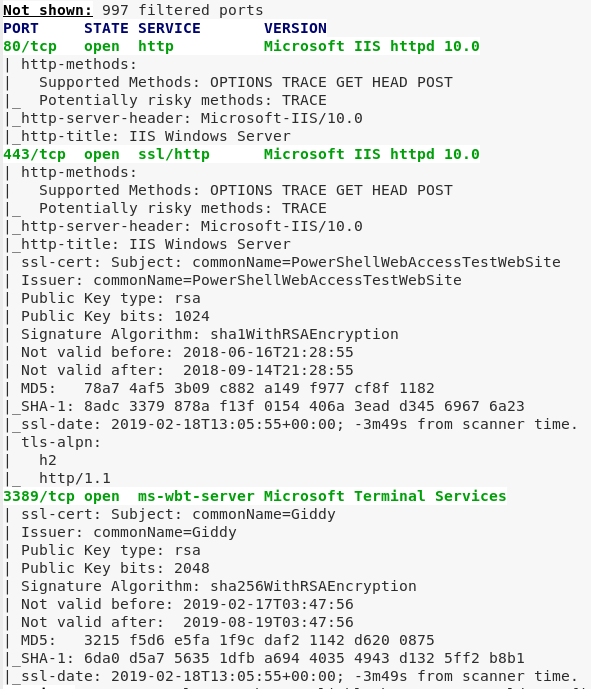 Not shown: 997 filtered ports
PORT     STATE SERVICE       VERSION
80/tcp   open  http          Microsoft IIS httpd 10.0
| http-methods:
|   Supported Methods: OPTIONS TRACE GET HEAD POST
|_  Potentially risky methods: TRACE
|_http-server-header: Microsoft-IIS/10.0
|_http-title: IIS Windows Server
443/tcp  open  ssl/http      Microsoft IIS httpd 10.0
| http-methods:
|   Supported Methods: OPTIONS TRACE GET HEAD POST
|_  Potentially risky methods: TRACE
|_http-server-header: Microsoft-IIS/10.0
|_http-title: IIS Windows Server
| ssl-cert: Subject: commonName=PowerShellWebAccessTestWebSite
| Issuer: commonName=PowerShellWebAccessTestWebSite
| Public Key type: rsa
| Public Key bits: 1024
| Signature Algorithm: sha1WithRSAEncryption
| Not valid before: 2018-06-16T21:28:55
| Not valid after:  2018-09-14T21:28:55
| MD5:   78a7 4af5 3b09 c882 a149 f977 cf8f 1182
|_SHA-1: 8adc 3379 878a f13f 0154 406a 3ead d345 6967 6a23
|_ssl-date: 2019-02-18T13:05:55+00:00; -3m49s from scanner time.
| tls-alpn:
|   h2
|_  http/1.1
3389/tcp open  ms-wbt-server Microsoft Terminal Services
| ssl-cert: Subject: commonName=Giddy
| Issuer: commonName=Giddy
| Public Key type: rsa
| Public Key bits: 2048
| Signature Algorithm: sha256WithRSAEncryption
| Not valid before: 2019-02-17T03:47:56
| Not valid after:  2019-08-19T03:47:56
| MD5:   3215 f5d6 e5fa 1f9c daf2 1142 d620 0875
|_SHA-1: 6da0 d5a7 5635 1dfb a694 4035 4943 d132 5ff2 b8b1
|_ssl-date: 2019-02-18T13:05:55+00:00; -3m49s from scanner time.